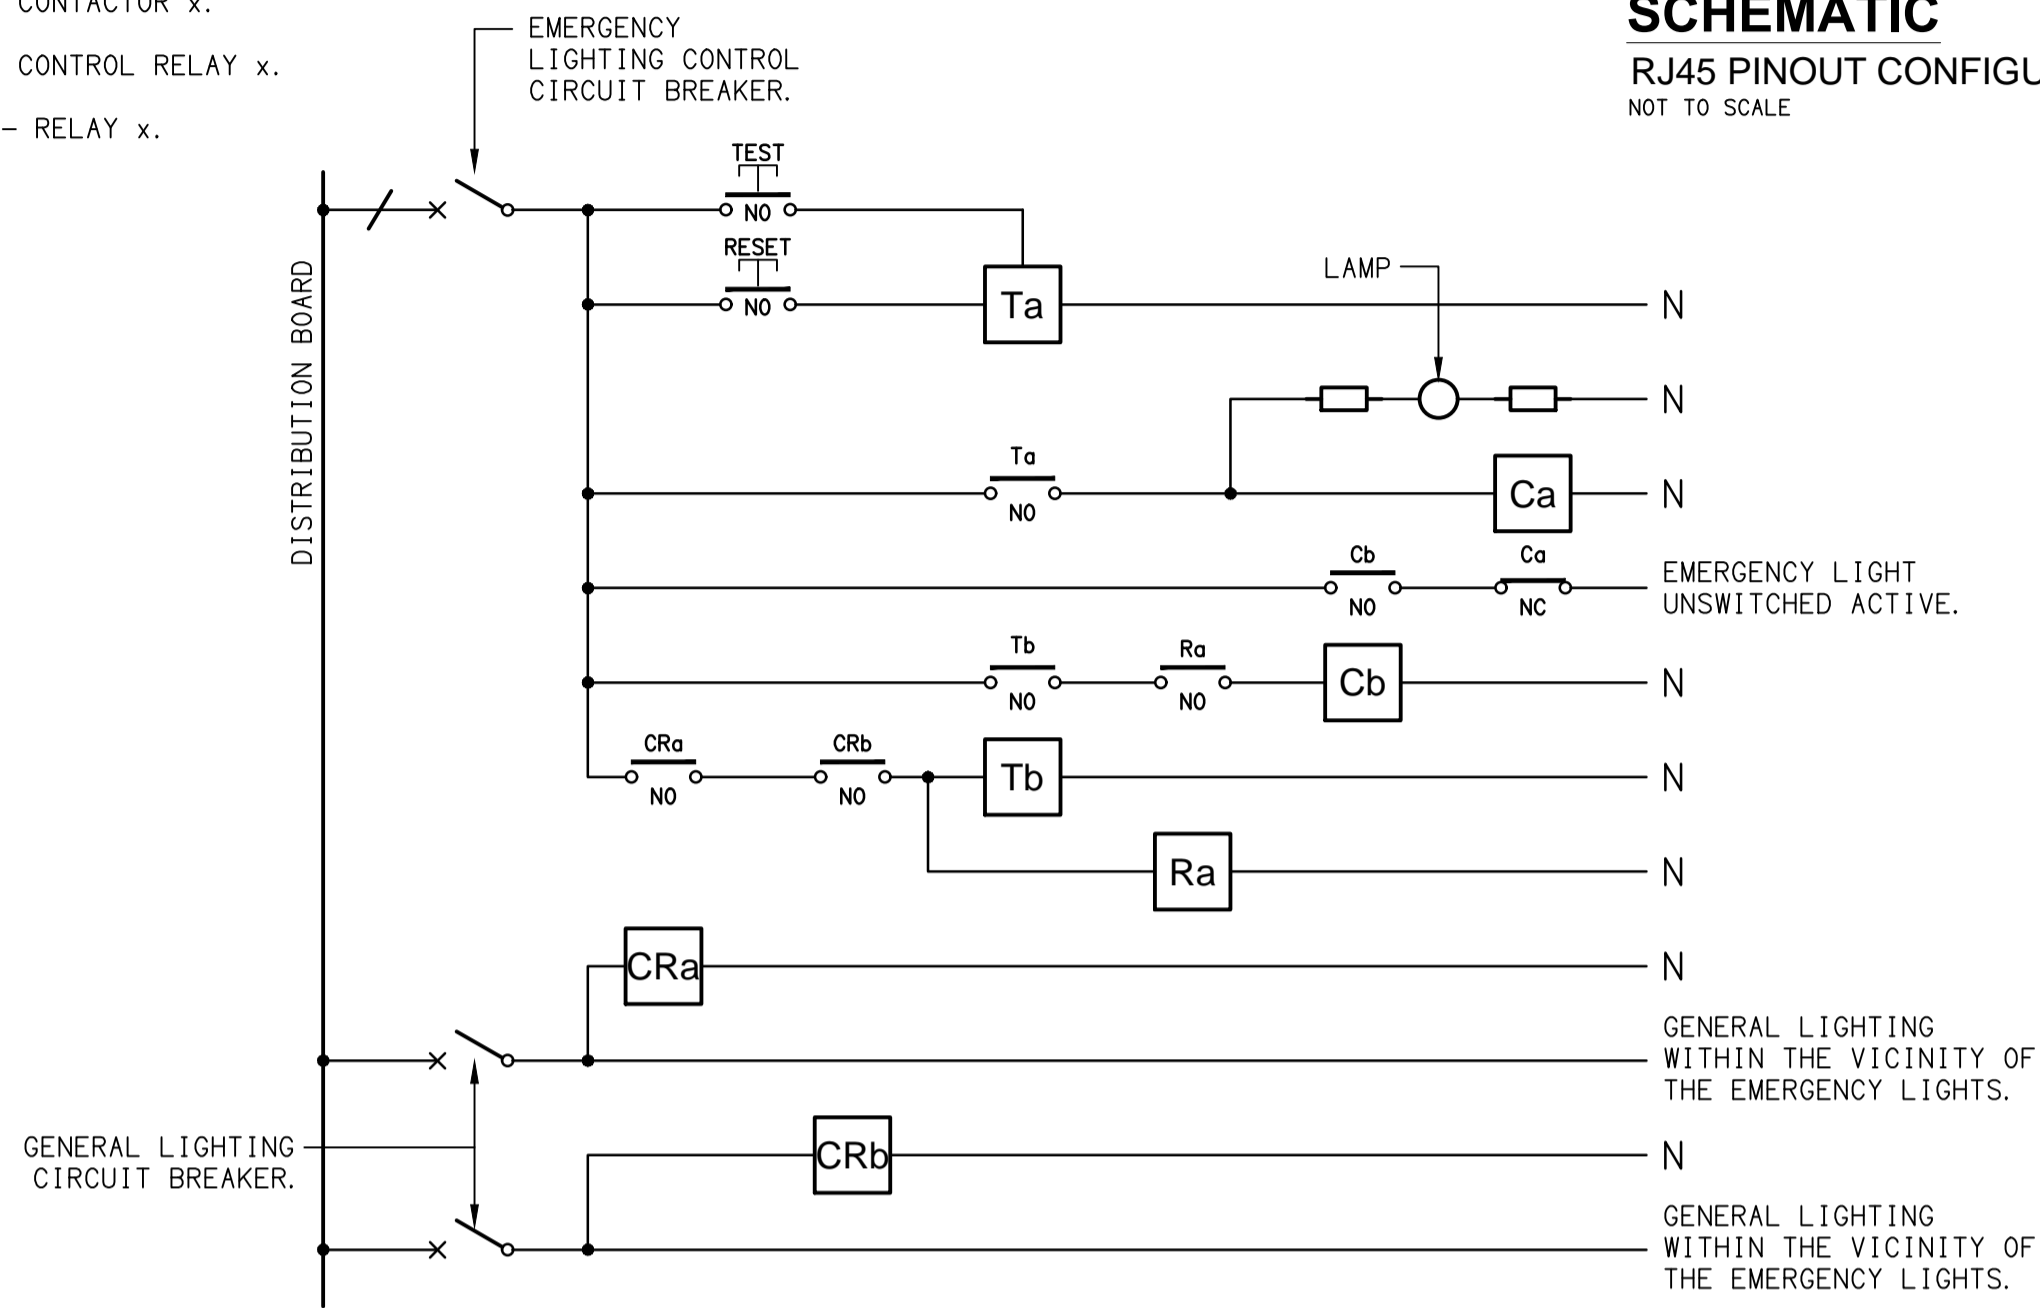 CONTACTOR x.
CONTROL RELAY x.
– RELAY x.
EMERGENCY
LIGHTING CONTROL
CIRCUIT BREAKER.
SCHEMATIC
RJ45 PINOUT CONFIGU
NOT TO SCALE
TEST
NO
RESET
NO
Ta
N
LAMP
N
DISTRIBUTION BOARD
Ta
NO
Ca
N
Cb
NO
Ca
NC
EMERGENCY LIGHT
UNSWITCHED ACTIVE.
Tb
NO
Ra
NO
Cb
N
CRa
NO
CRb
NO
Tb
N
Ra
N
CRa
N
GENERAL LIGHTING
WITHIN THE VICINITY OF
THE EMERGENCY LIGHTS.
GENERAL LIGHTING
CIRCUIT BREAKER.
CRb
N
GENERAL LIGHTING
WITHIN THE VICINITY OF
THE EMERGENCY LIGHTS.